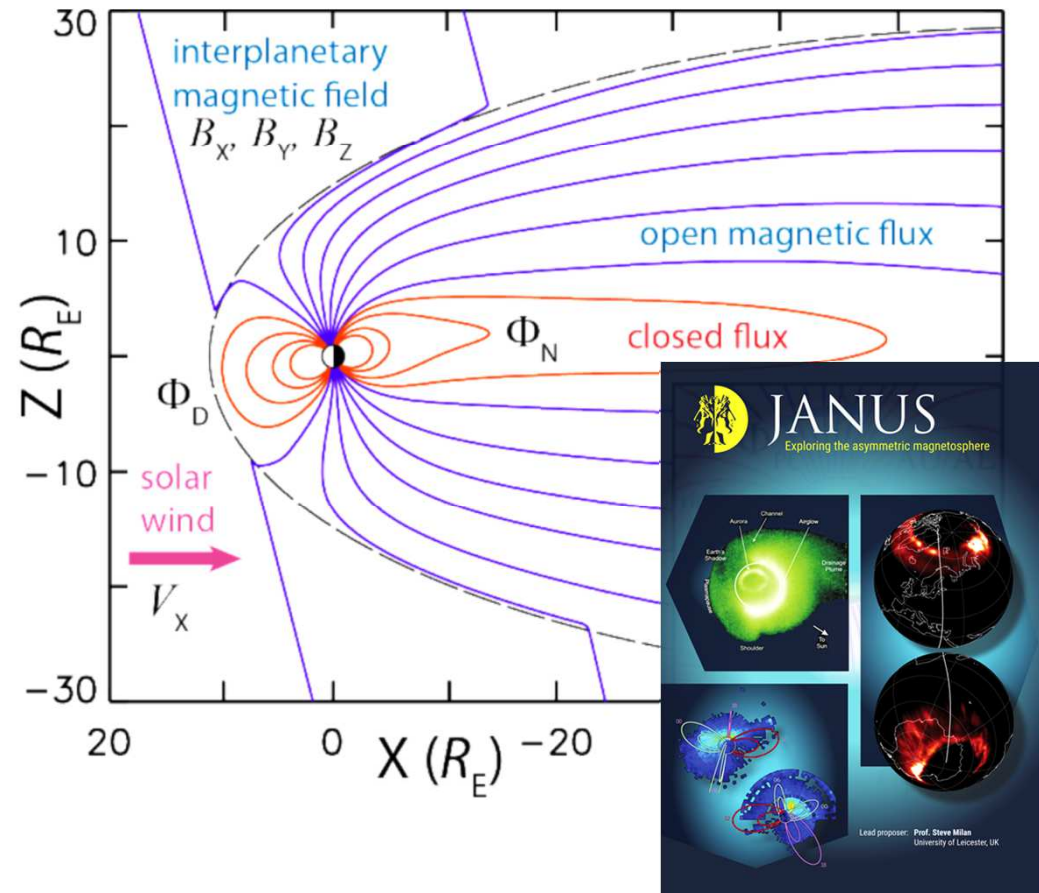 30
10
−10
−30
Z (R_E)
interplanetary
magnetic field
B_X, B_Y, B_Z
open magnetic flux
closed flux
Φ_N
Φ_D
solar
wind
V_X
20
0
−20
X (R_E)
JANUS
Exploring the asymmetric magnetosphere
Channel
Aurora
Airglow
Earth's
Shadow
Drainage
Plume
Plasmapause
Shoulder
To
Sun
Lead proposer: Prof. Steve Milan
University of Leicester, UK